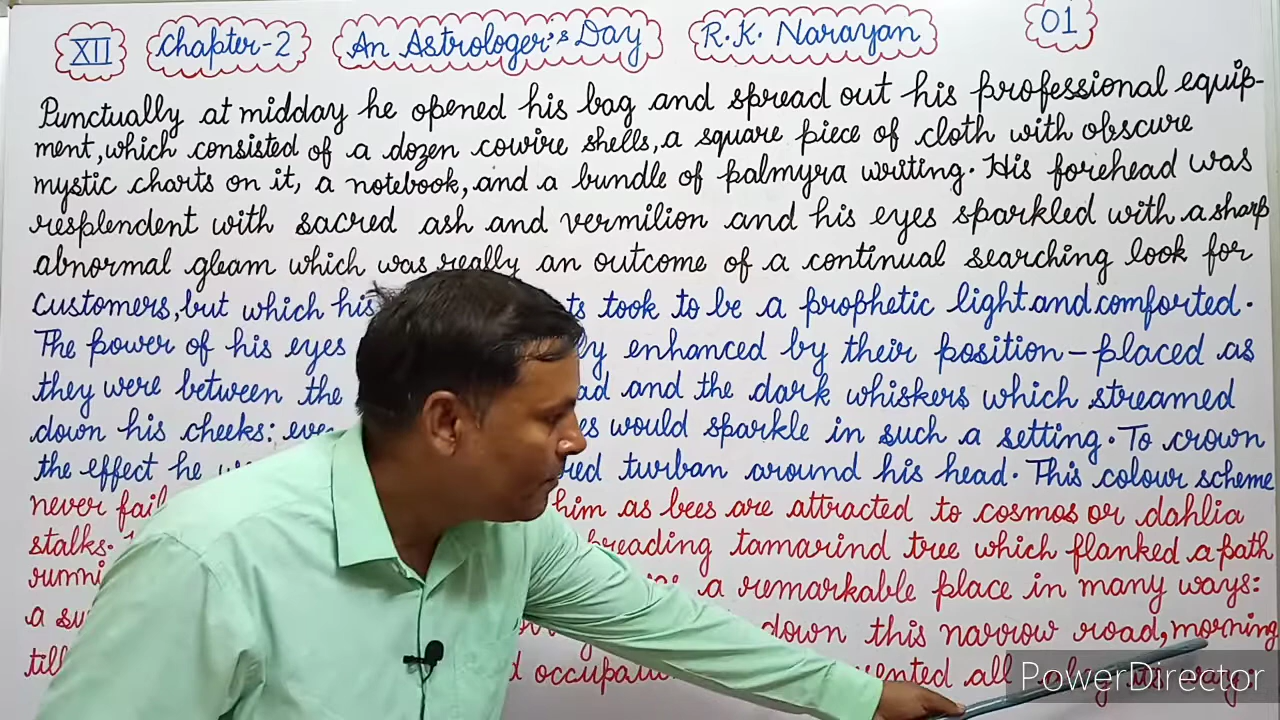 XII chapter-2 An Astrologer's Day R.K. Narayan 01
Punctually at midday he opened his bag and spread out his professional equip-
ment, which consisted of a dozen cowire shells, a square piece of cloth with obscure
mystic charts on it, a notebook, and a bundle of palmyra writing. His forehead was
resplendent with sacred ash and vermilion and his eyes sparkled with a sharp
abnormal gleam which was really an outcome of a continual searching look for
customers, but which his took to be a prophetic light and comforted.
The power of his eyes enhanced by their position - placed as
they were between the and the dark whiskers which streamed
down his cheeks: would sparkle in such a setting. To crown
the effect he turban around his head. This colour scheme
never him as bees are attracted to cosmos or dahlia
stalks. tamarind tree which flanked a path
a remarkable place in many ways:
a down this narrow road, morning
till all
PowerDirector